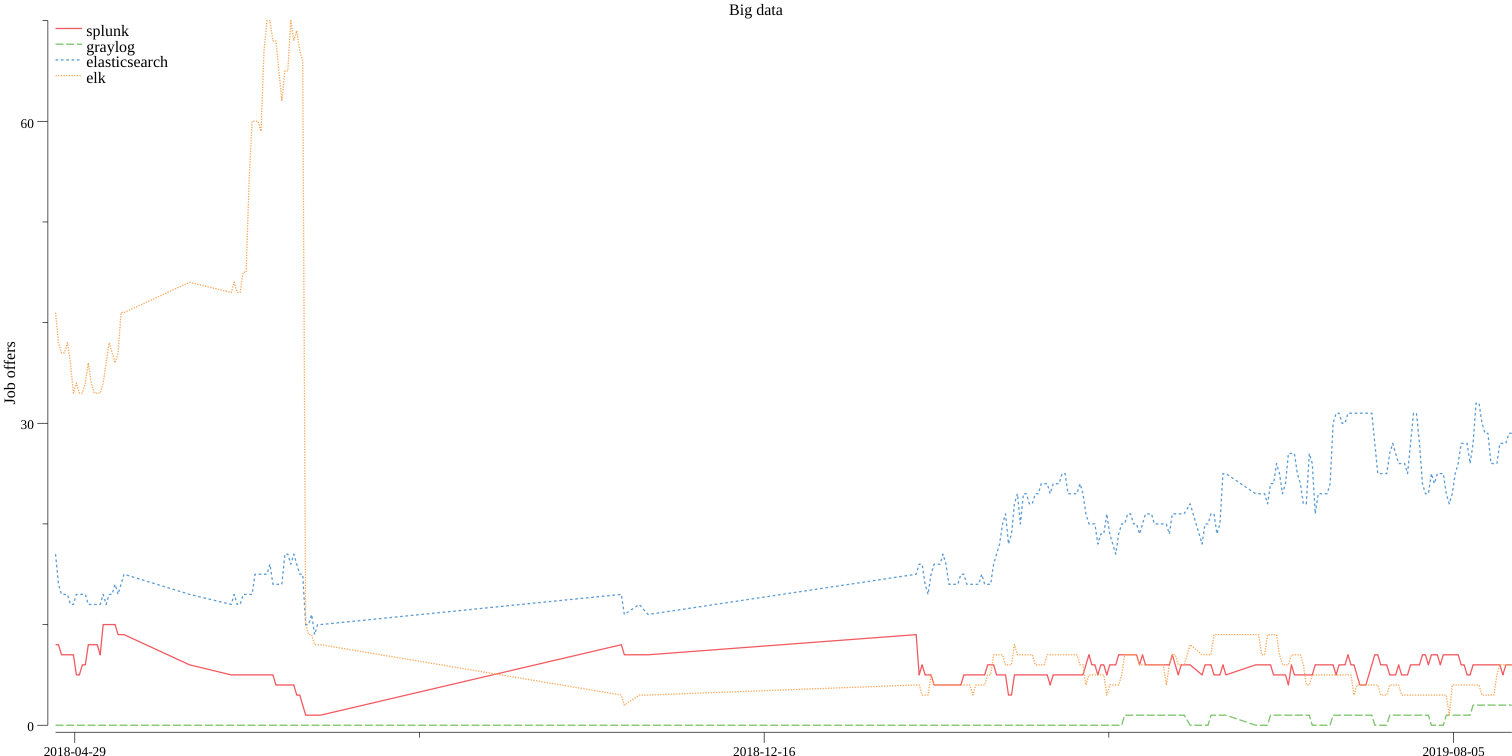 Big data
splunk
graylog
elasticsearch
elk
60
30
0
Job offers
2018-04-29
2018-12-16
2019-08-05